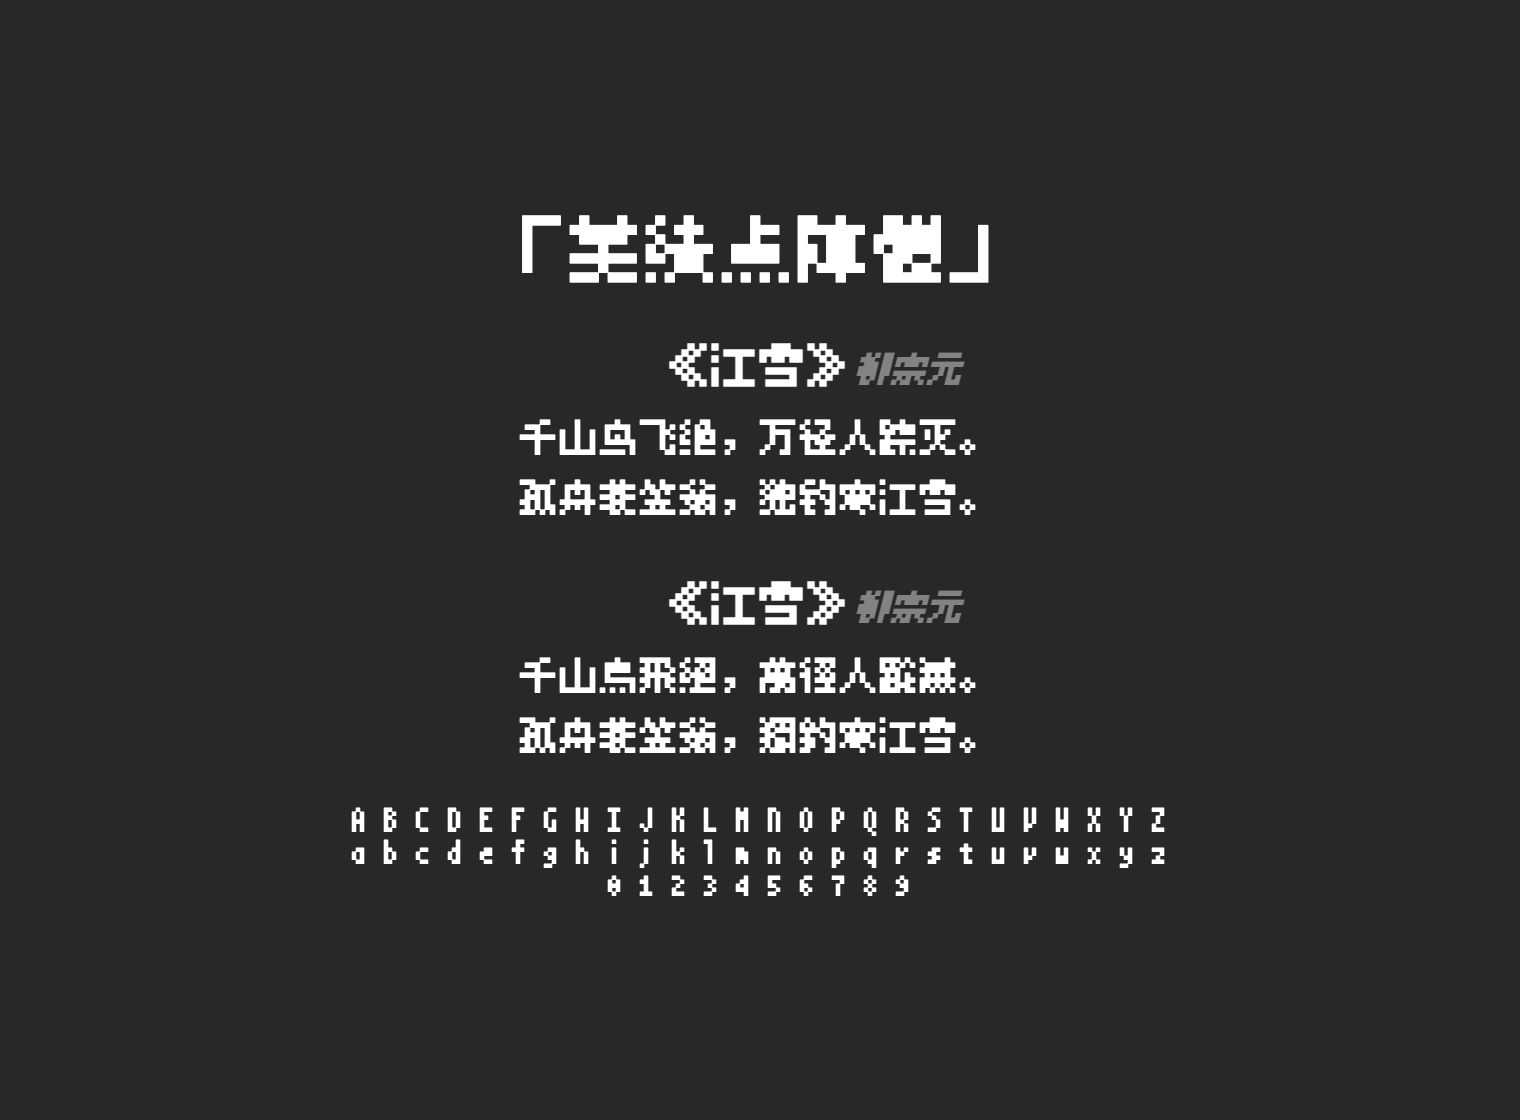 「美績点陣體」
《江雪》柳宗元
千山鸟飞绝，万径人踪灭。
孤舟蓑笠翁，独钓寒江雪。
《江雪》柳宗元
千山鳥飛絕，萬徑人蹤滅。
孤舟蓑笠翁，獨釣寒江雪。
A B C D E F G H I J K L M N O P Q R S T U V W X Y Z
a b c d e f g h i j k l m n o p q r s t u v w x y z
0 1 2 3 4 5 6 7 8 9